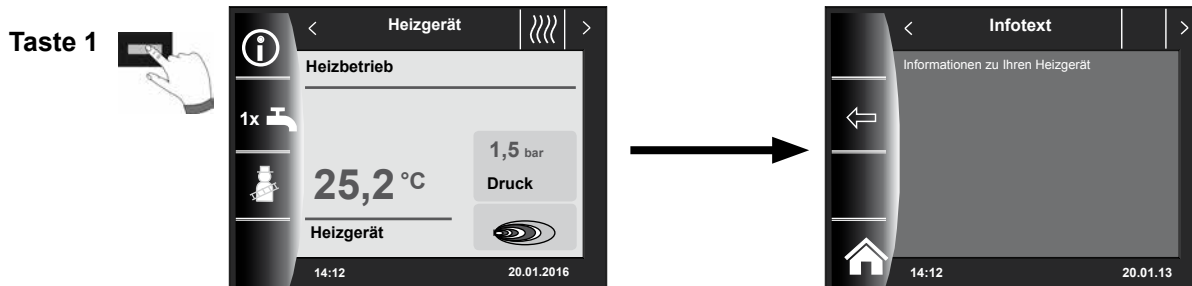 Taste 1
< Heizgerät >
Heizbetrieb
1x
1,5 bar
Druck
25,2 °C
Heizgerät
14:12 20.01.2016
< Infotext >
Informationen zu Ihren Heizgerät
14:12 20.01.13